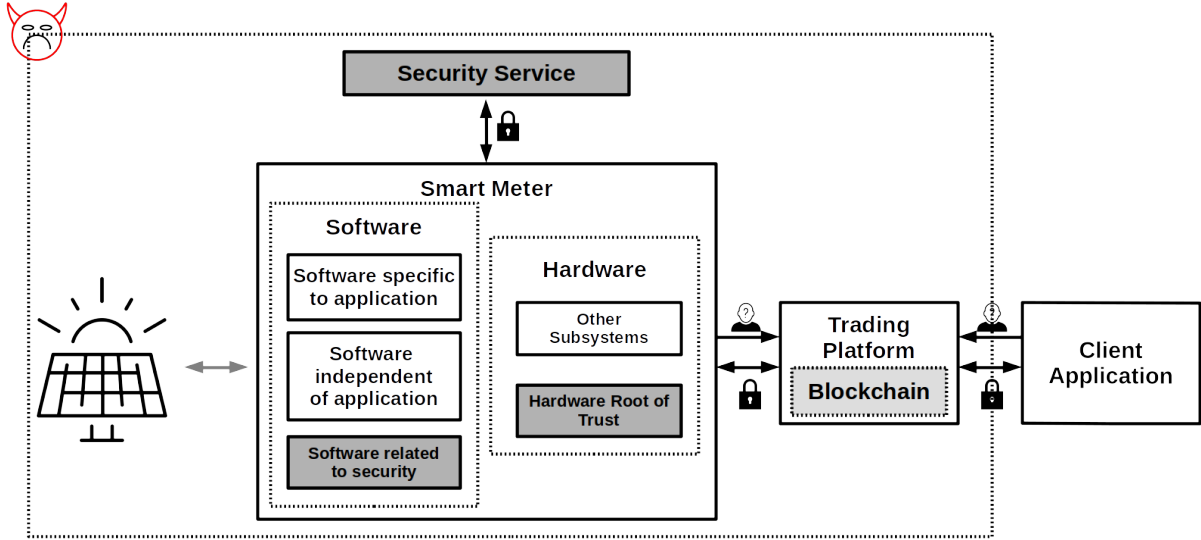 Security Service
Smart Meter
Software
Software specific
to application
Software
independent
of application
Software related
to security
Hardware
Other
Subsystems
Hardware Root of
Trust
?
Trading
Platform
Blockchain
?
Client
Application